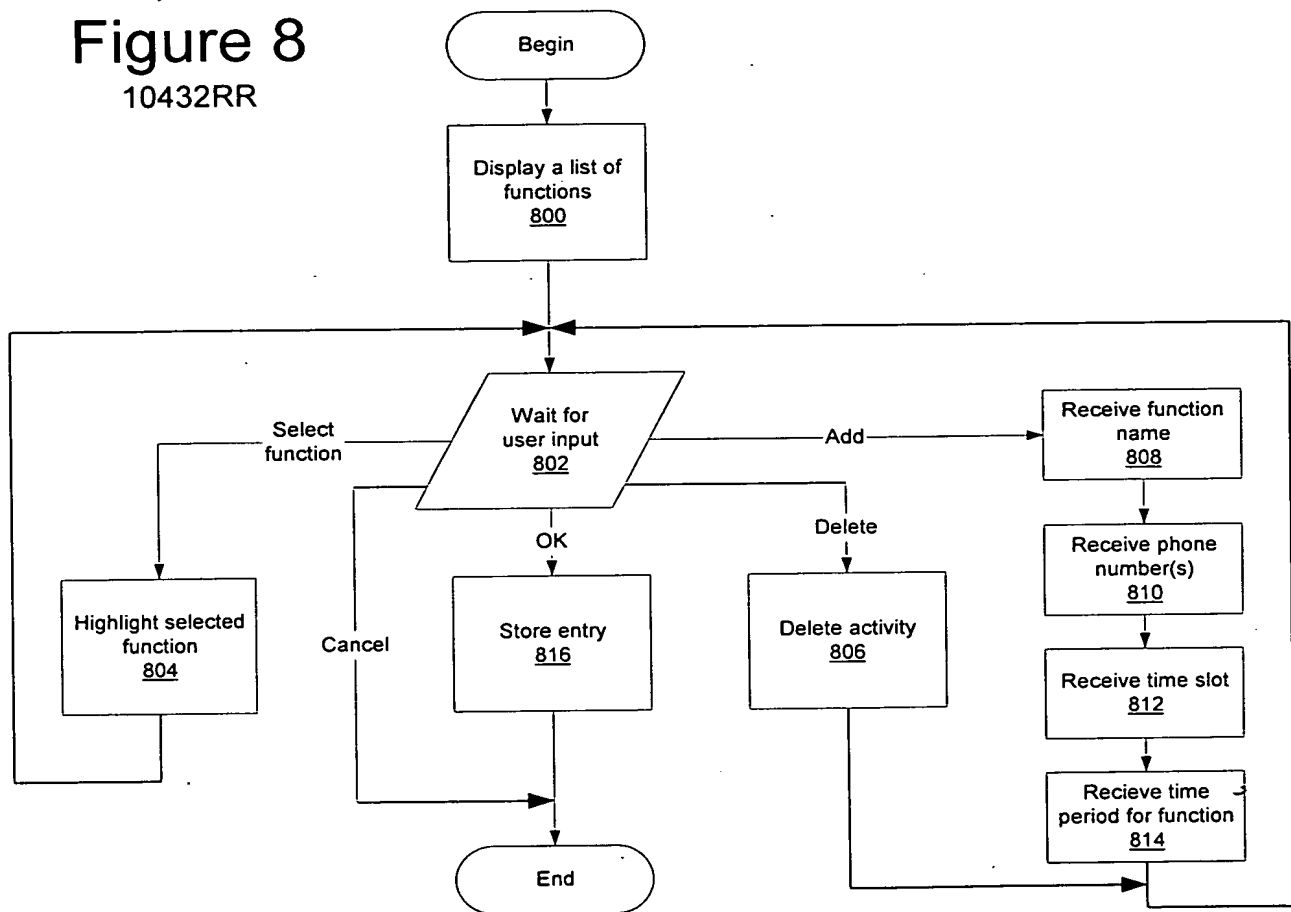 Figure 8
10432RR
Begin
Display a list of
functions
800
Wait for
user input
802
Select
function
Add
Receive function
name
808
OK
Delete
Receive phone
number(s)
810
Highlight selected
function
804
Cancel
Store entry
816
Delete activity
806
Receive time slot
812
Recieve time
period for function
814
End